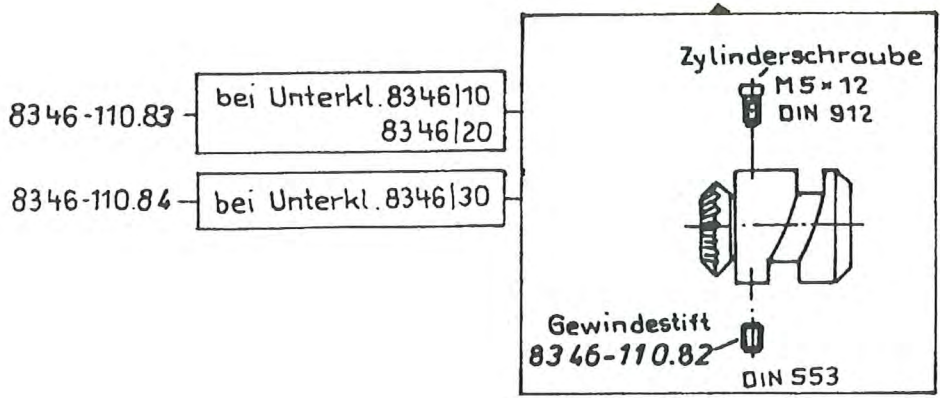 8346-110.83
bei Unterkl.8346|10
8346|20
8346-110.84
bei Unterkl.8346|30
Zylinderschraube
M5×12
DIN 912
Gewindestift
8346-110.82
DIN 553